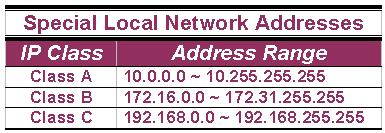 Special Local Network Addresses
IP Class Address Range
Class A 10.0.0.0 ~ 10.255.255.255
Class B 172.16.0.0 ~ 172.31.255.255
Class C 192.168.0.0 ~ 192.168.255.255